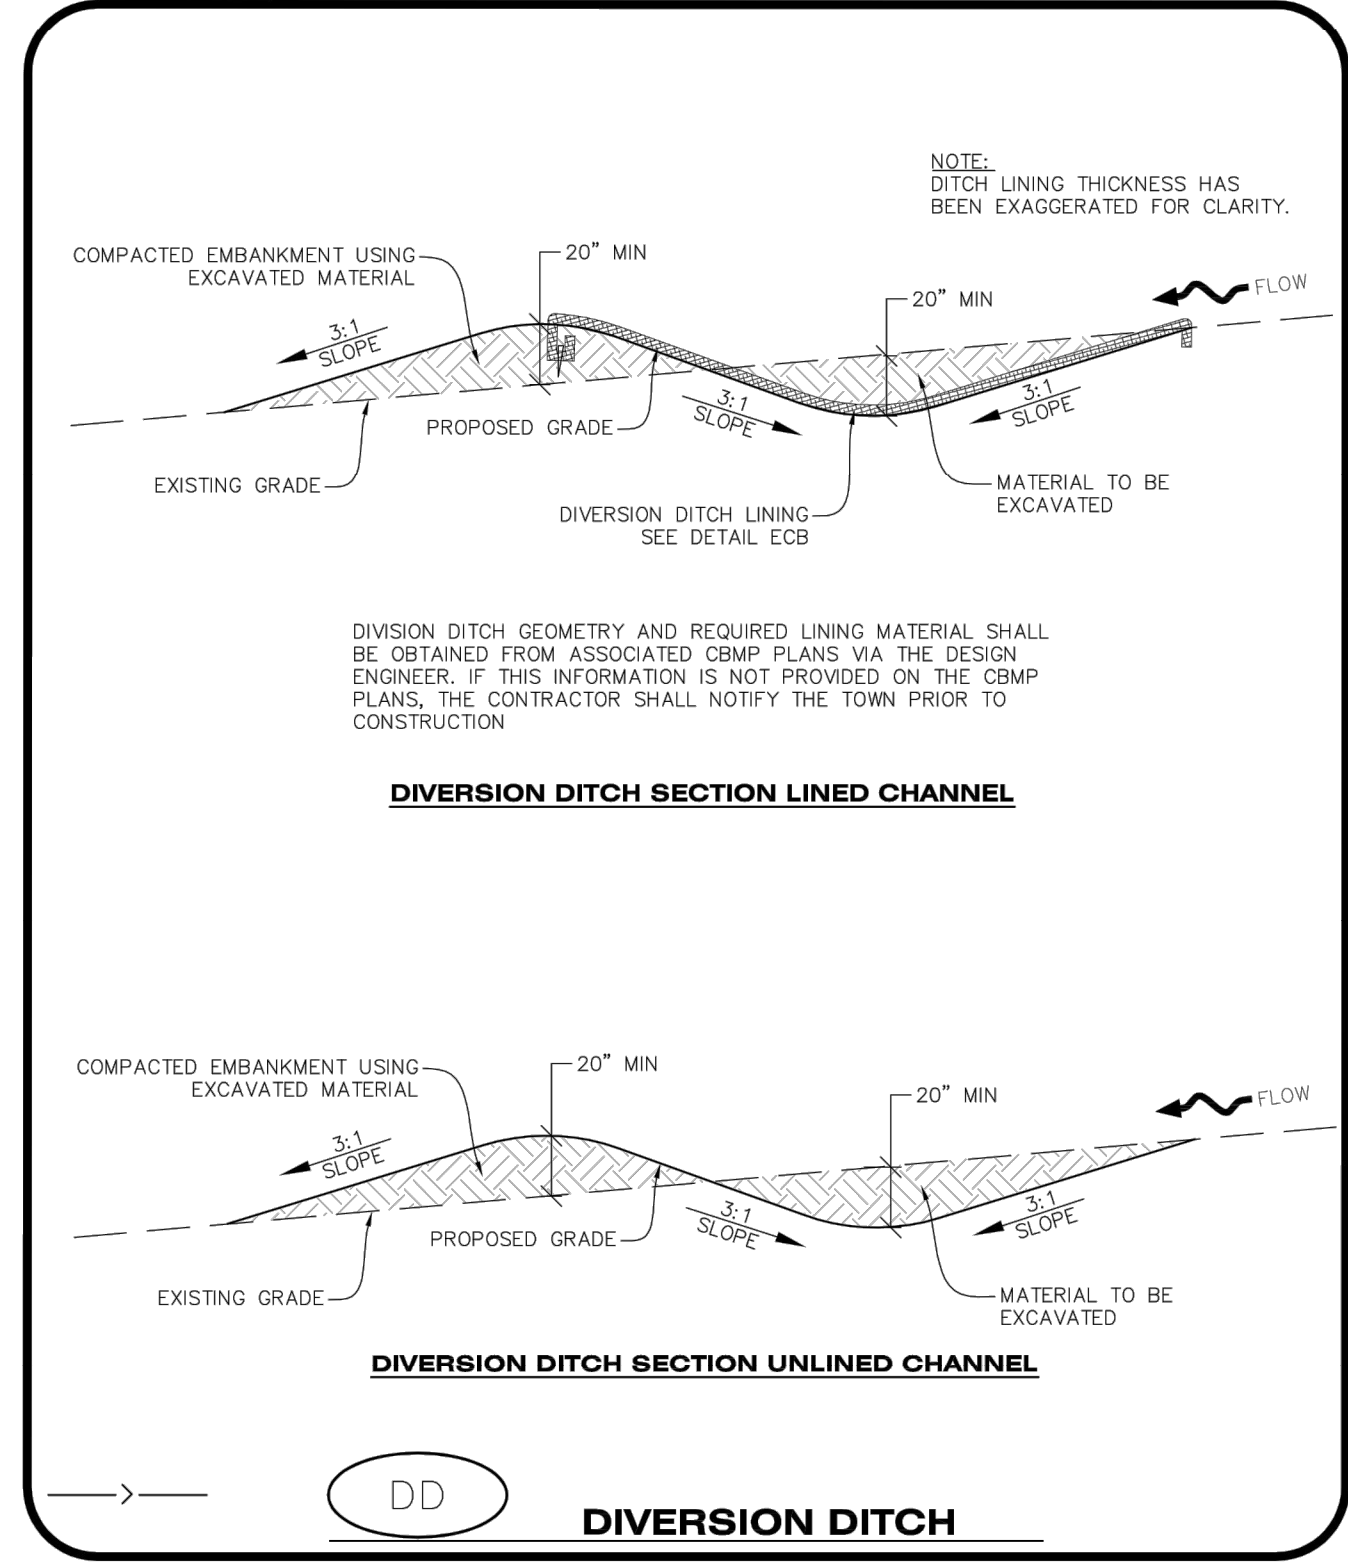 NOTE:
DITCH LINING THICKNESS HAS
BEEN EXAGGERATED FOR CLARITY.
COMPACTED EMBANKMENT USING
EXCAVATED MATERIAL
20" MIN
20" MIN
FLOW
3:1
SLOPE
3:1
SLOPE
3:1
SLOPE
PROPOSED GRADE
EXISTING GRADE
MATERIAL TO BE
EXCAVATED
DIVERSION DITCH LINING
SEE DETAIL ECB
DIVISION DITCH GEOMETRY AND REQUIRED LINING MATERIAL SHALL
BE OBTAINED FROM ASSOCIATED CBMP PLANS VIA THE DESIGN
ENGINEER. IF THIS INFORMATION IS NOT PROVIDED ON THE CBMP
PLANS, THE CONTRACTOR SHALL NOTIFY THE TOWN PRIOR TO
CONSTRUCTION
DIVERSION DITCH SECTION LINED CHANNEL
COMPACTED EMBANKMENT USING
EXCAVATED MATERIAL
20" MIN
20" MIN
FLOW
3:1
SLOPE
3:1
SLOPE
3:1
SLOPE
PROPOSED GRADE
EXISTING GRADE
MATERIAL TO BE
EXCAVATED
DIVERSION DITCH SECTION UNLINED CHANNEL
DD
DIVERSION DITCH